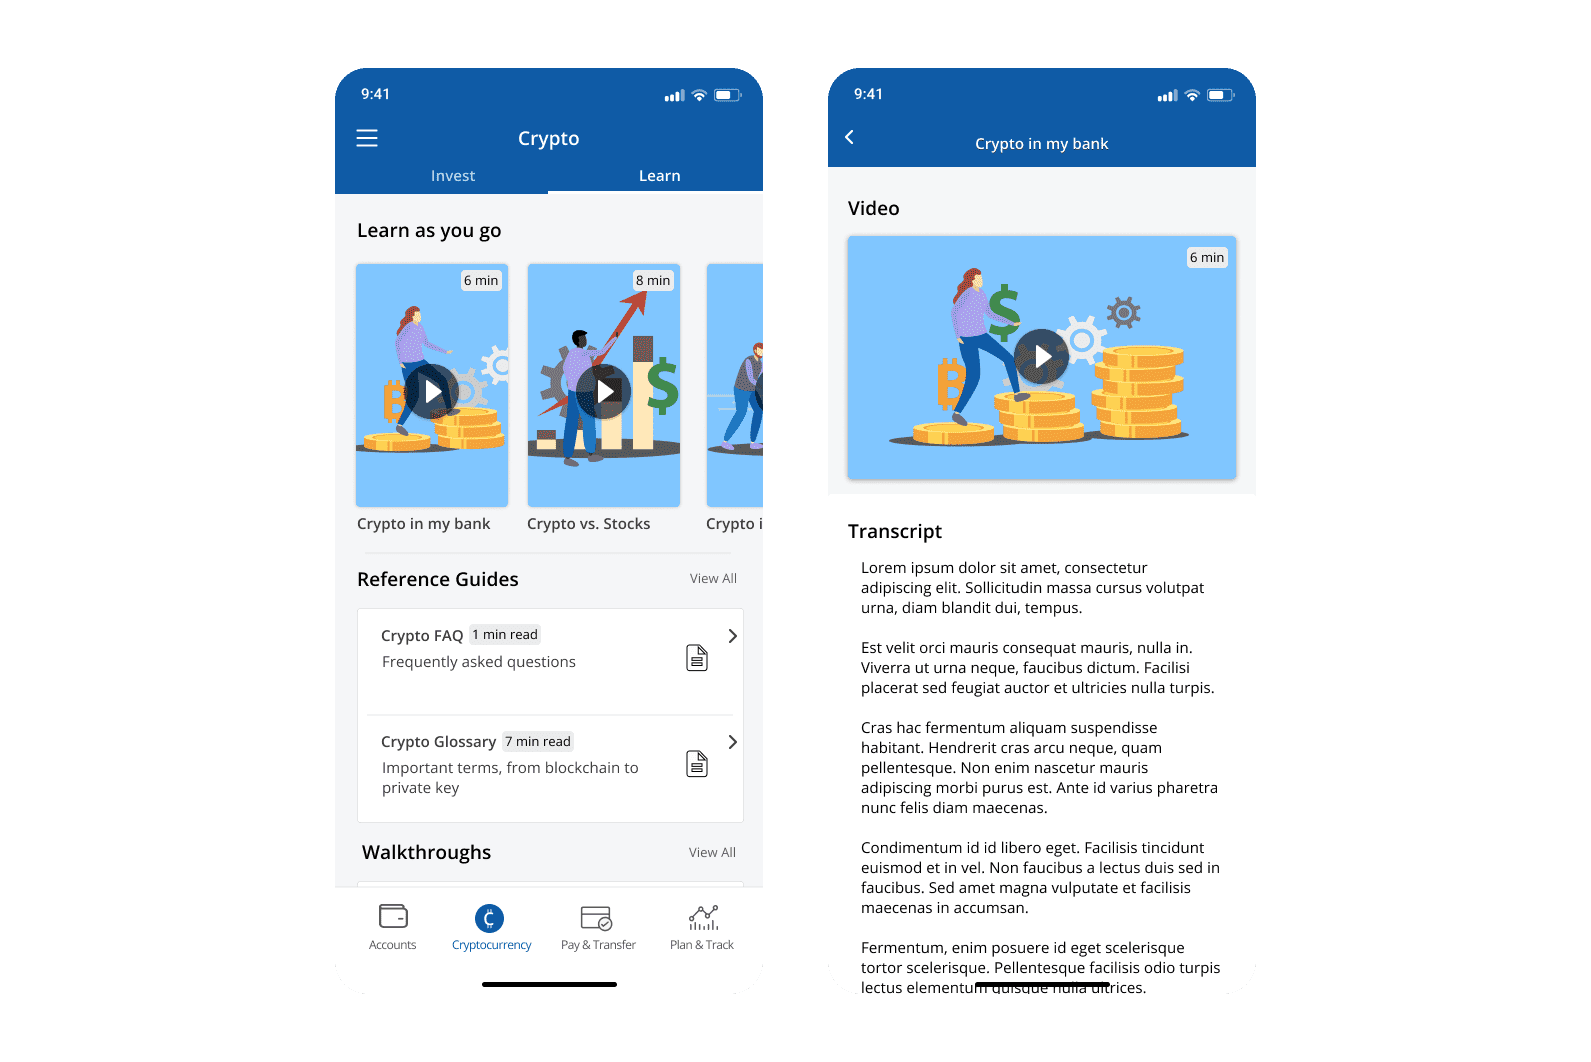 9:41
Crypto
Invest
Learn
Learn as you go
6 min
8 min
Crypto in my bank
Crypto vs. Stocks
Crypto i
Reference Guides
View All
Crypto FAQ
1 min read
Frequently asked questions
Crypto Glossary
7 min read
Important terms, from blockchain to
private key
Walkthroughs
View All
Accounts
Cryptocurrency
Pay & Transfer
Plan & Track
9:41
Crypto in my bank
Video
6 min
Transcript
Lorem ipsum dolor sit amet, consectetur
adipiscing elit. Sollicitudin massa cursus volutpat
urna, diam blandit dui, tempus.
Est velit orci mauris consequat mauris, nulla in.
Viverra ut urna neque, faucibus dictum. Facilisi
placerat sed feugiat auctor et ultricies nulla turpis.
Cras hac fermentum aliquam suspendisse
habitant. Hendrerit cras arcu neque, quam
pellentesque. Non enim nascetur mauris
adipiscing morbi purus est. Ante id varius pharetra
nunc felis diam maecenas.
Condimentum id id libero eget. Facilisis tincidunt
euismod et in vel. Non faucibus a lectus duis sed in
faucibus. Sed amet magna vulputate et facilisis
maecenas in accumsan.
Fermentum, enim posuere id eget scelerisque
tortor scelerisque. Pellentesque facilisis odio turpis
lectus elementum quisque nulla ultrices.